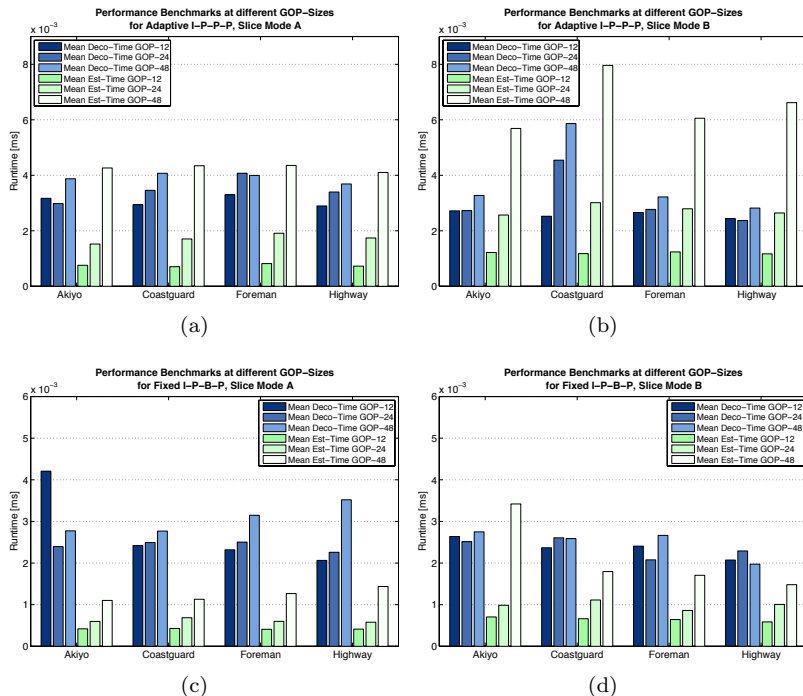 Performance Benchmarks at different GOP−Sizes
for Adaptive I−P−P−P, Slice Mode A
x 10−3
Runtime [ms]
8
6
4
2
0
Mean Deco−Time GOP−12
Mean Deco−Time GOP−24
Mean Deco−Time GOP−48
Mean Est−Time GOP−12
Mean Est−Time GOP−24
Mean Est−Time GOP−48
Akiyo Coastguard Foreman Highway
(a)
Performance Benchmarks at different GOP−Sizes
for Adaptive I−P−P−P, Slice Mode B
x 10−3
Runtime [ms]
8
6
4
2
0
Mean Deco−Time GOP−12
Mean Deco−Time GOP−24
Mean Deco−Time GOP−48
Mean Est−Time GOP−12
Mean Est−Time GOP−24
Mean Est−Time GOP−48
Akiyo Coastguard Foreman Highway
(b)
Performance Benchmarks at different GOP−Sizes
for Fixed I−P−B−P, Slice Mode A
x 10−3
Runtime [ms]
6
5
4
3
2
1
0
Mean Deco−Time GOP−12
Mean Deco−Time GOP−24
Mean Deco−Time GOP−48
Mean Est−Time GOP−12
Mean Est−Time GOP−24
Mean Est−Time GOP−48
Akiyo Coastguard Foreman Highway
(c)
Performance Benchmarks at different GOP−Sizes
for Fixed I−P−B−P, Slice Mode B
x 10−3
Runtime [ms]
6
5
4
3
2
1
0
Mean Deco−Time GOP−12
Mean Deco−Time GOP−24
Mean Deco−Time GOP−48
Mean Est−Time GOP−12
Mean Est−Time GOP−24
Mean Est−Time GOP−48
Akiyo Coastguard Foreman Highway
(d)